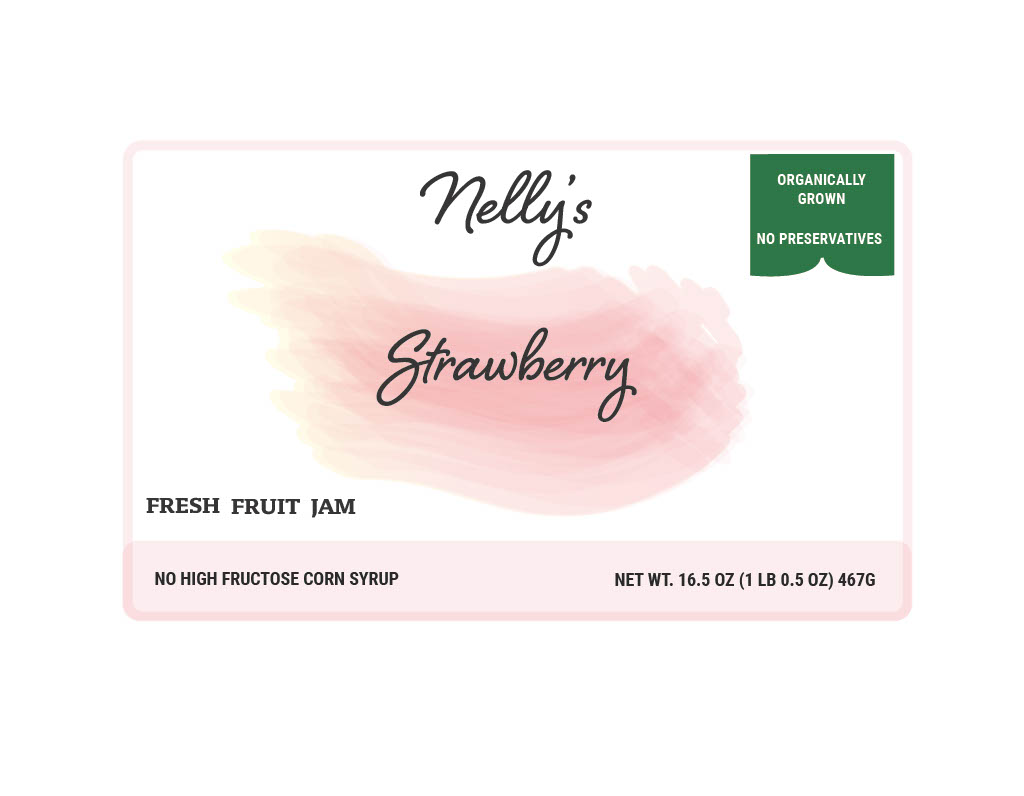 Nelly's
ORGANICALLY
GROWN
NO PRESERVATIVES
Strawberry
FRESH FRUIT JAM
NO HIGH FRUCTOSE CORN SYRUP
NET WT. 16.5 OZ (1 LB 0.5 OZ) 467G